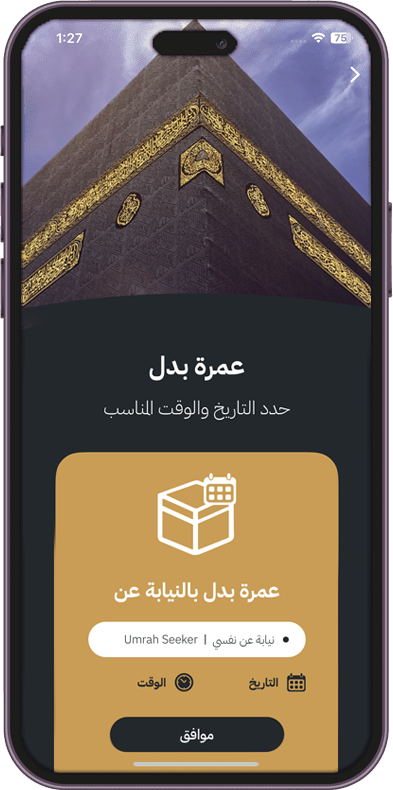 1:27
75
عمرة بدل
حدد التاريخ والوقت المناسب
عمرة بدل بالنيابة عن
نيابة عن نفسي | Umrah Seeker
التاريخ
الوقت
موافق